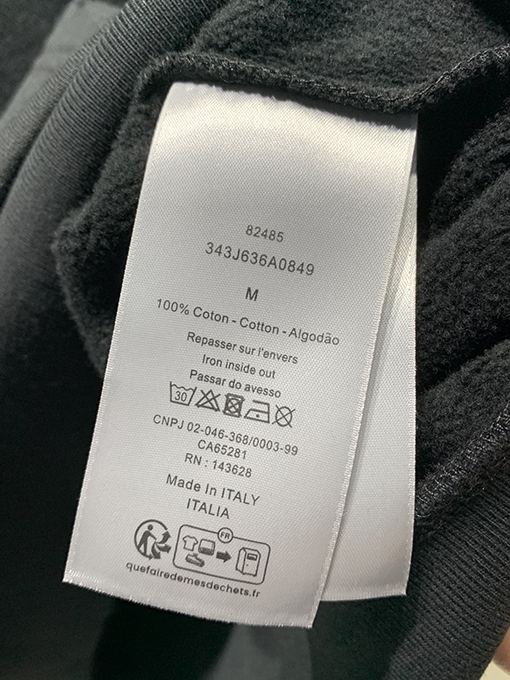 82485
343J636A0849
M
100% Coton - Cotton - Algodão
Repasser sur l'envers
Iron inside out
Passar do avesso
30
CNPJ 02-046-368/0003-99
CA65281
RN : 143628
Made In ITALY
ITALIA
FR
quefairedemesdechets.fr